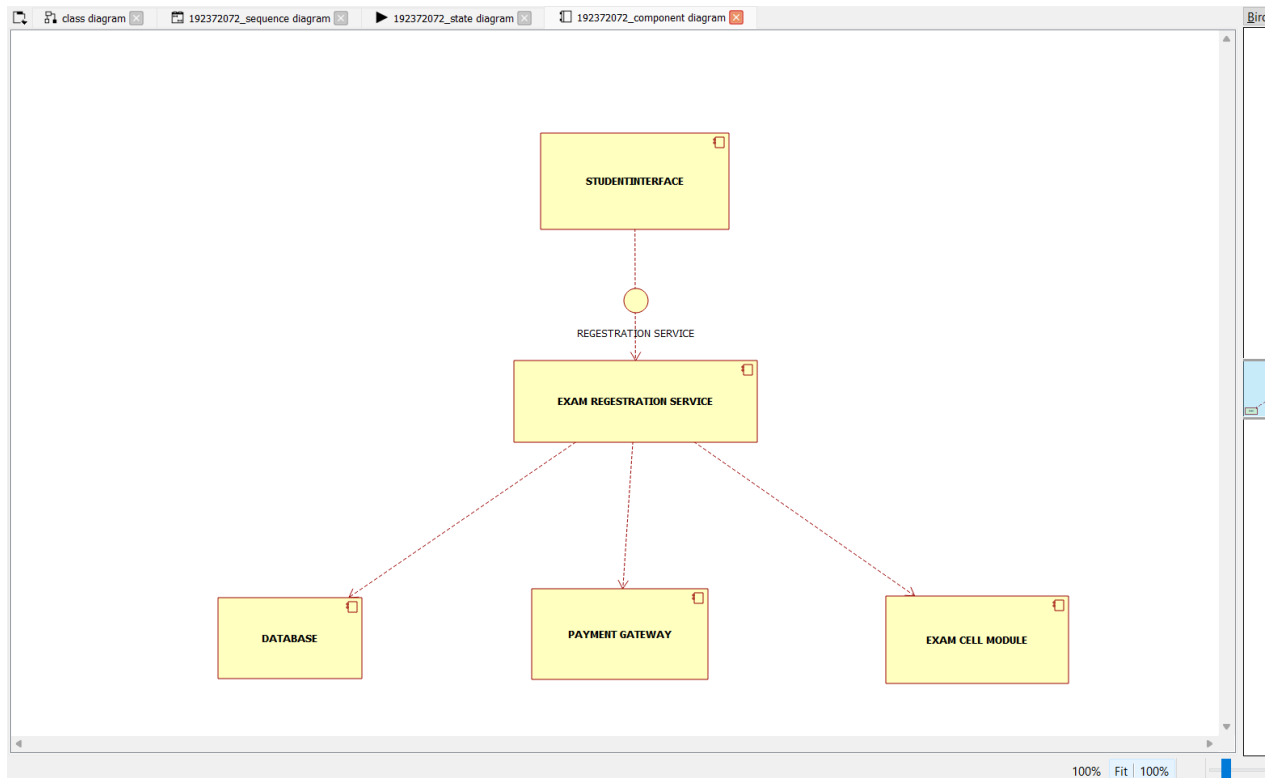 class diagram
192372072_sequence diagram
192372072_state diagram
192372072_component diagram
STUDENTINTERFACE
REGESTRATION SERVICE
EXAM REGESTRATION SERVICE
DATABASE
PAYMENT GATEWAY
EXAM CELL MODULE
100% Fit 100%